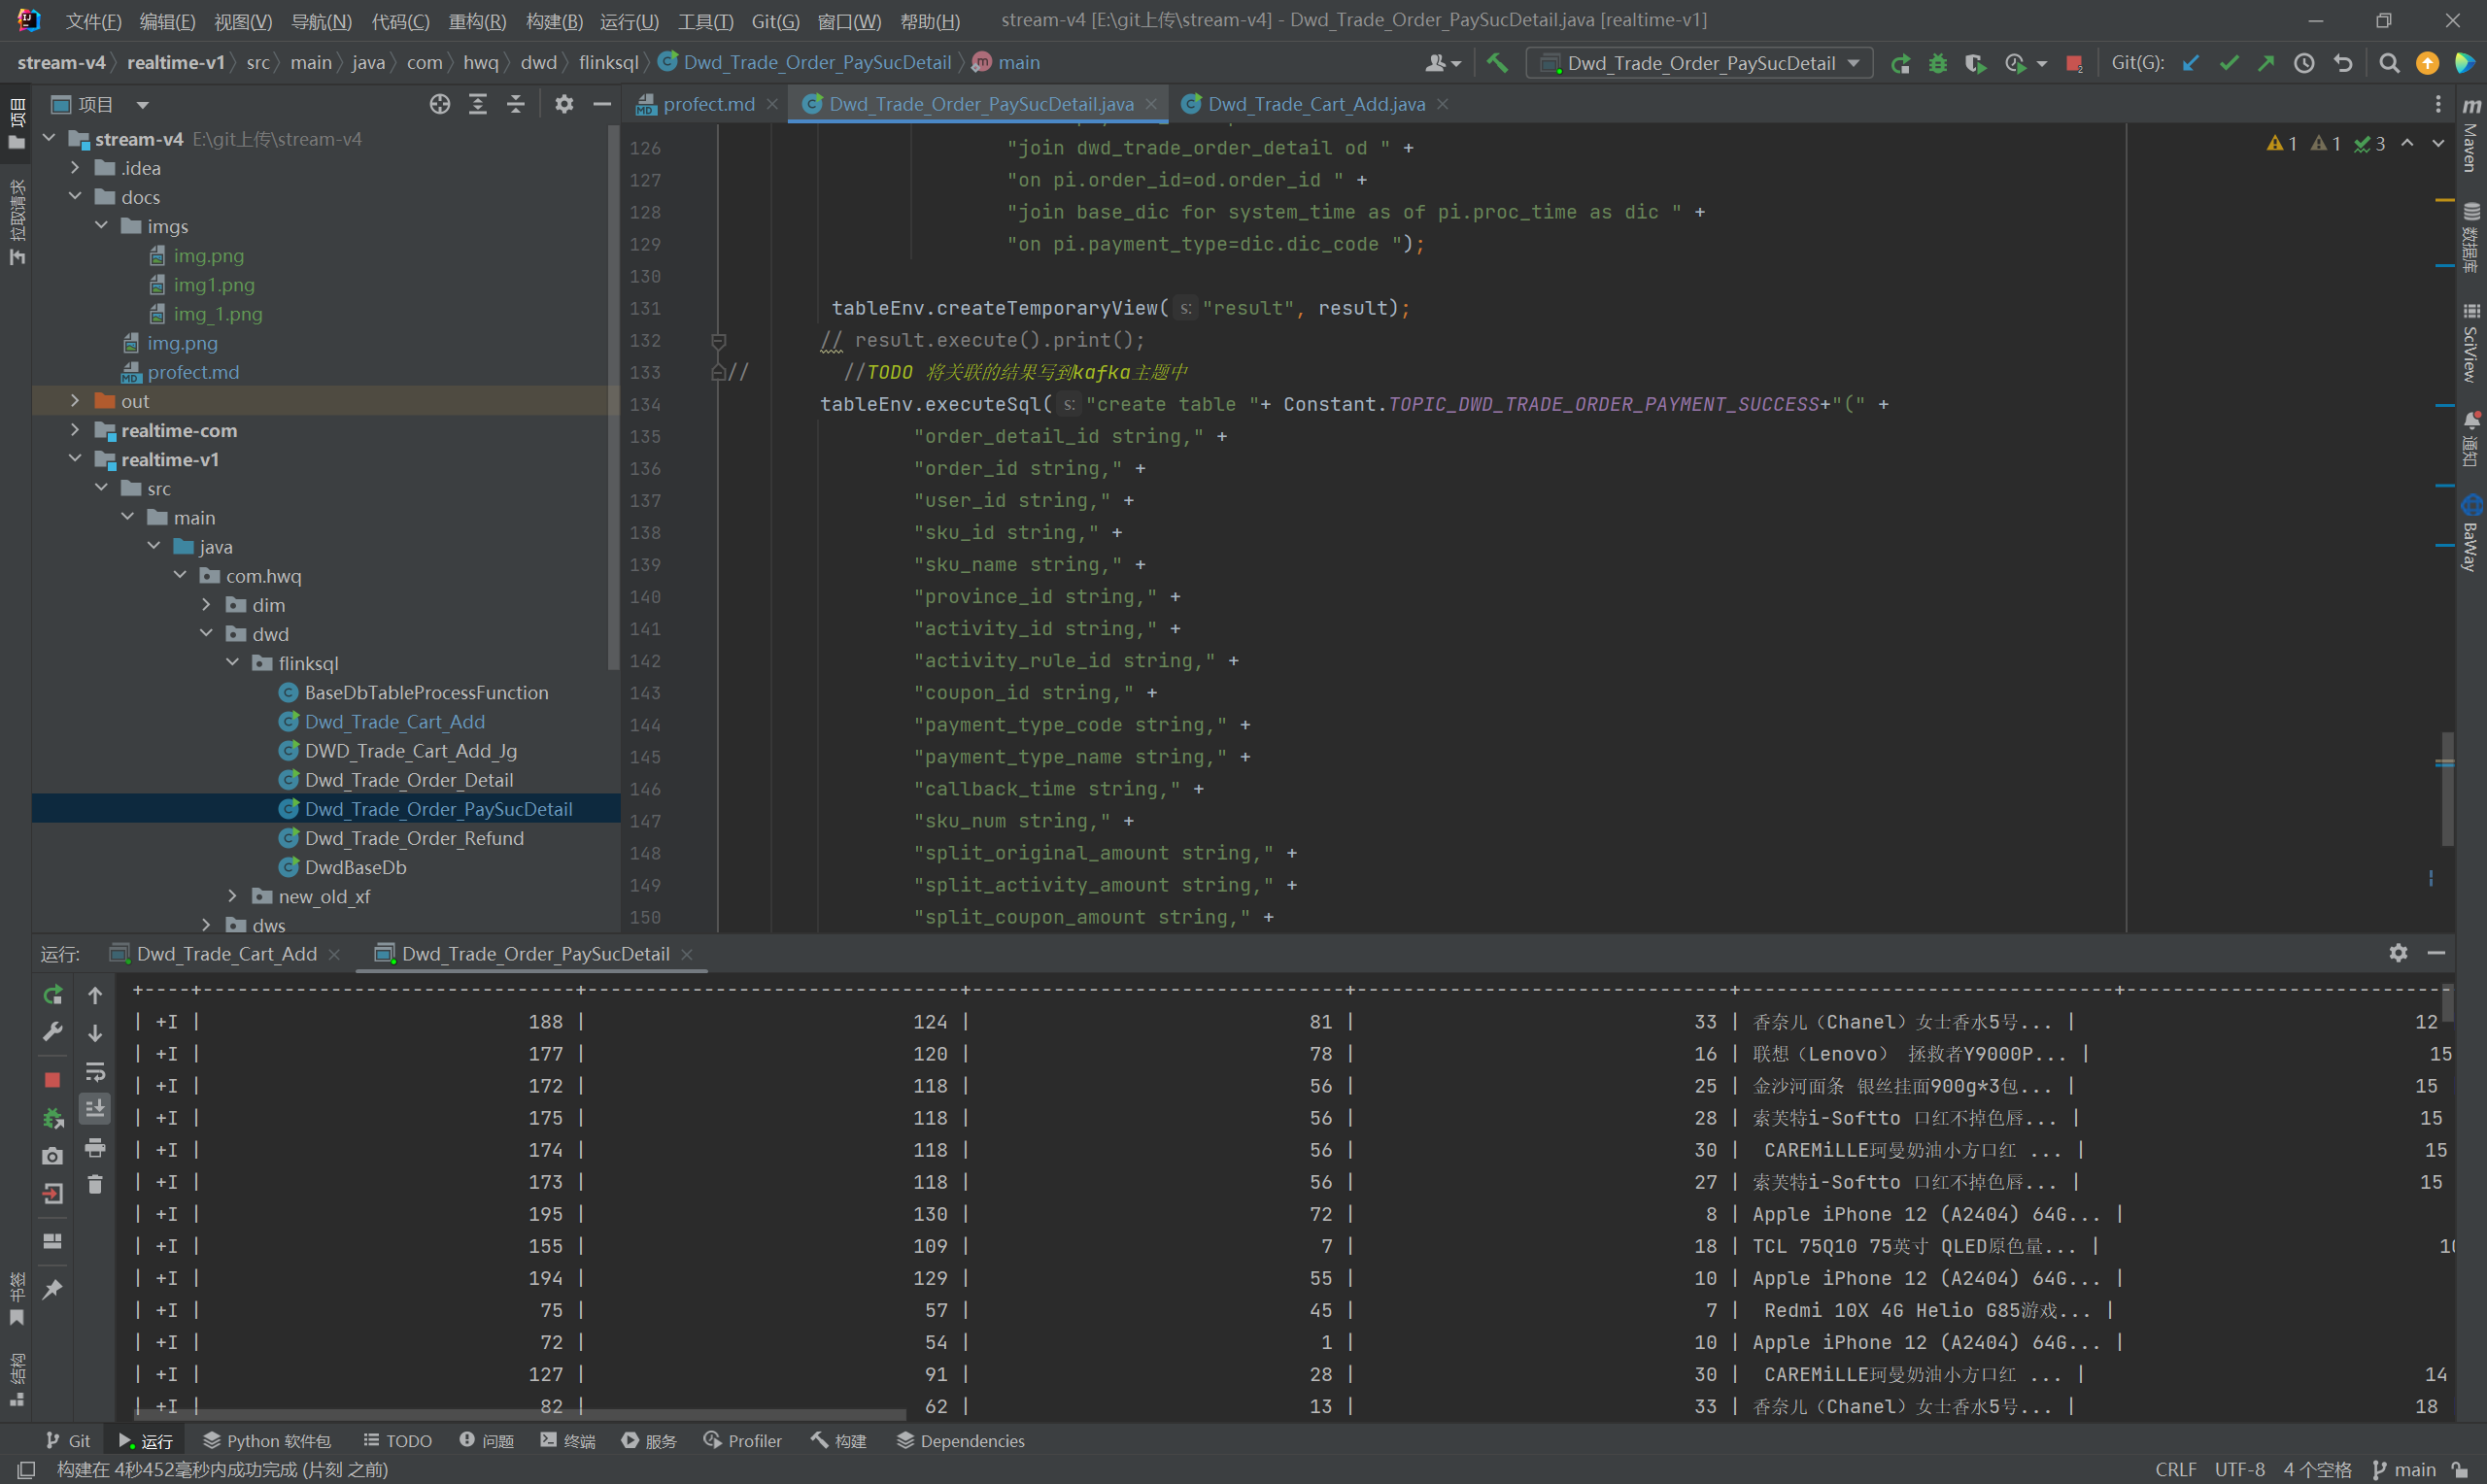 文件(F) 编辑(E) 视图(V) 导航(N) 代码(C) 重构(R) 构建(B) 运行(U) 工具(T) Git(G) 窗口(W) 帮助(H) stream-v4 [E:\git上传\stream-v4] - Dwd_Trade_Order_PaySucDetail.java [realtime-v1]
stream-v4 realtime-v1 src main java com hwq dwd flinksql Dwd_Trade_Order_PaySucDetail main
Dwd_Trade_Order_PaySucDetail Git(G):
项目
profect.md Dwd_Trade_Order_PaySucDetail.java Dwd_Trade_Cart_Add.java
项目
拉取请求
书签
结构
stream-v4 E:\git上传\stream-v4
.idea
docs
imgs
img.png
img1.png
img_1.png
img.png
profect.md
out
realtime-com
realtime-v1
src
main
java
com.hwq
dim
dwd
flinksql
BaseDbTableProcessFunction
Dwd_Trade_Cart_Add
DWD_Trade_Cart_Add_Jg
Dwd_Trade_Order_Detail
Dwd_Trade_Order_PaySucDetail
Dwd_Trade_Order_Refund
DwdBaseDb
new_old_xf
dws
1 1 3
126 "join dwd_trade_order_detail od " +
127 "on pi.order_id=od.order_id " +
128 "join base_dic for system_time as of pi.proc_time as dic " +
129 "on pi.payment_type=dic.dic_code ");
130
131 tableEnv.createTemporaryView( s: "result", result);
132 // result.execute().print();
133 // //TODO 将关联的结果写到kafka主题中
134 tableEnv.executeSql( s: "create table "+ Constant.TOPIC_DWD_TRADE_ORDER_PAYMENT_SUCCESS+"(" +
135 "order_detail_id string," +
136 "order_id string," +
137 "user_id string," +
138 "sku_id string," +
139 "sku_name string," +
140 "province_id string," +
141 "activity_id string," +
142 "activity_rule_id string," +
143 "coupon_id string," +
144 "payment_type_code string," +
145 "payment_type_name string," +
146 "callback_time string," +
147 "sku_num string," +
148 "split_original_amount string," +
149 "split_activity_amount string," +
150 "split_coupon_amount string," +
Maven
数据库
SciView
通知
BaWay
运行: Dwd_Trade_Cart_Add Dwd_Trade_Order_PaySucDetail
| +I | 188 | 124 | 81 | 33 | 香奈儿（Chanel）女士香水5号... | 12
| +I | 177 | 120 | 78 | 16 | 联想（Lenovo） 拯救者Y9000P... | 15
| +I | 172 | 118 | 56 | 25 | 金沙河面条 银丝挂面900g*3包... | 15
| +I | 175 | 118 | 56 | 28 | 索芙特i-Softto 口红不掉色唇... | 15
| +I | 174 | 118 | 56 | 30 | CAREMiLLE珂曼奶油小方口红 ... | 15
| +I | 173 | 118 | 56 | 27 | 索芙特i-Softto 口红不掉色唇... | 15
| +I | 195 | 130 | 72 | 8 | Apple iPhone 12 (A2404) 64G... |
| +I | 155 | 109 | 7 | 18 | TCL 75Q10 75英寸 QLED原色量... |
| +I | 194 | 129 | 55 | 10 | Apple iPhone 12 (A2404) 64G... |
| +I | 75 | 57 | 45 | 7 | Redmi 10X 4G Helio G85游戏... |
| +I | 72 | 54 | 1 | 10 | Apple iPhone 12 (A2404) 64G... |
| +I | 127 | 91 | 28 | 30 | CAREMiLLE珂曼奶油小方口红 ... | 14
| +I | 82 | 62 | 13 | 33 | 香奈儿（Chanel）女士香水5号... | 18
Git 运行 Python 软件包 TODO 问题 终端 服务 Profiler 构建 Dependencies
构建在 4秒452毫秒内成功完成 (片刻 之前) CRLF UTF-8 4 个空格 main